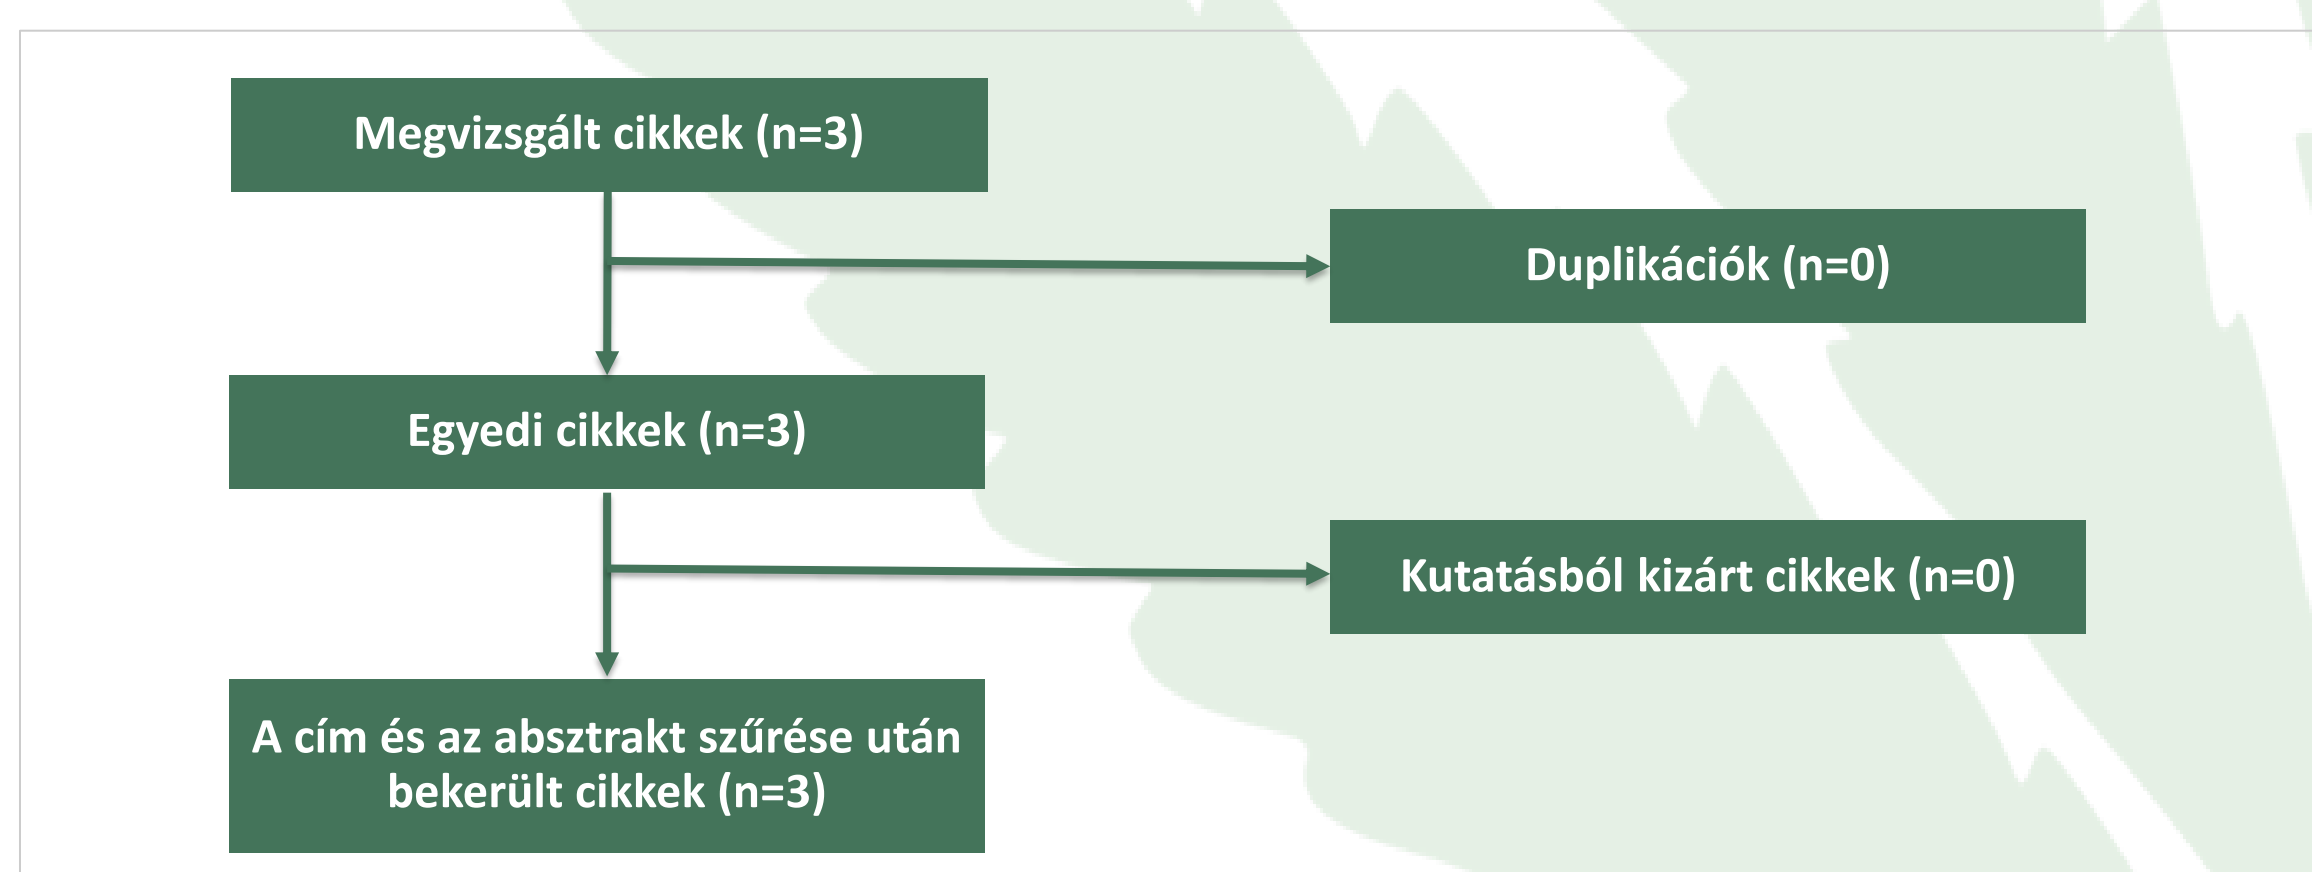 Megvizsgált cikkek (n=3)
Duplikációk (n=0)
Egyedi cikkek (n=3)
Kutatásból kizárt cikkek (n=0)
A cím és az absztrakt szűrése után
bekerült cikkek (n=3)